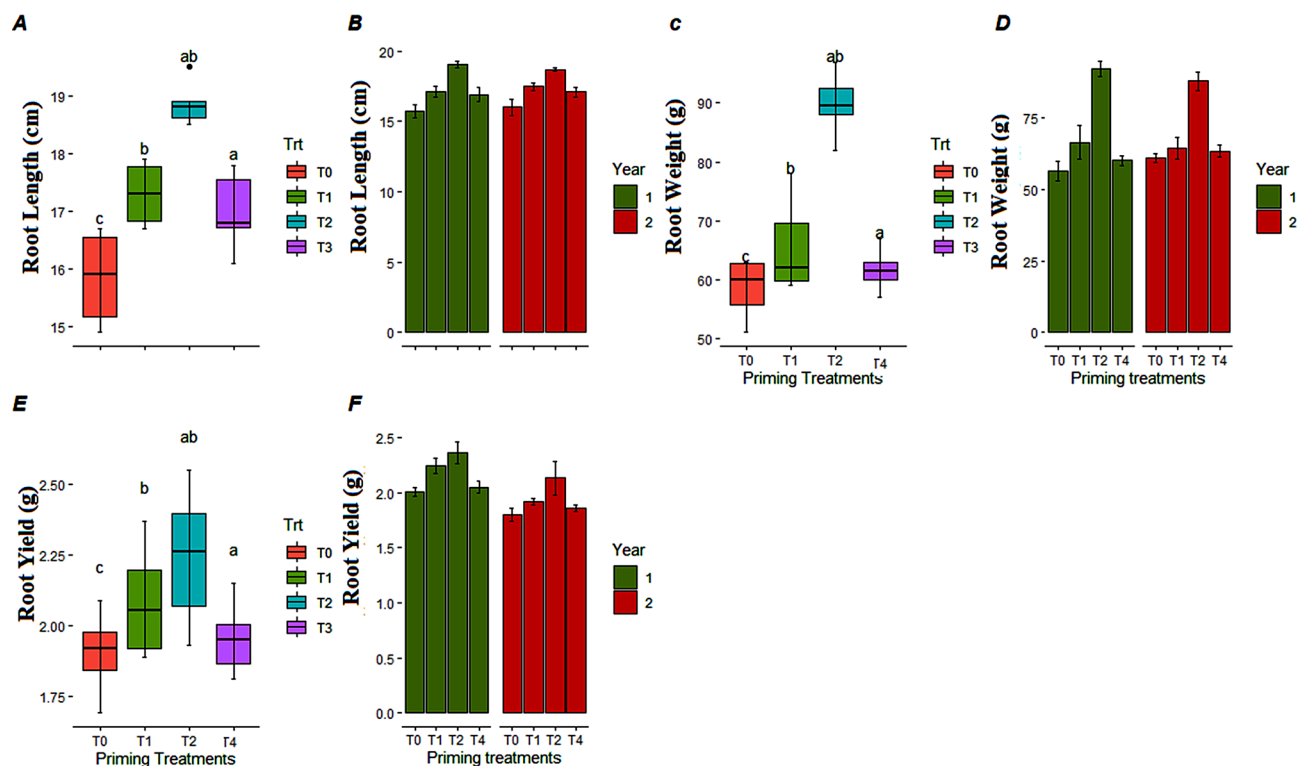 A
Root Length (cm)
19
18
17
16
15
c
b
ab
a
Trt
T0
T1
T2
T3
B
Root Length (cm)
20
15
10
5
0
Year
1
2
c
Root Weight (g)
90
80
70
60
50
c
b
ab
a
T0 T1 T2 T4
Priming Treatments
Trt
T0
T1
T2
T3
D
Root Weight (g)
75
50
25
0
T0 T1 T2 T4 T0 T1 T2 T4
Priming treatments
Year
1
2
E
Root Yield (g)
2.50
2.25
2.00
1.75
c
b
ab
a
T0 T1 T2 T4
Priming Treatments
Trt
T0
T1
T2
T3
F
Root Yield (g)
2.5
2.0
1.5
1.0
0.5
0.0
T0 T1 T2 T4 T0 T1 T2 T4
Priming treatments
Year
1
2